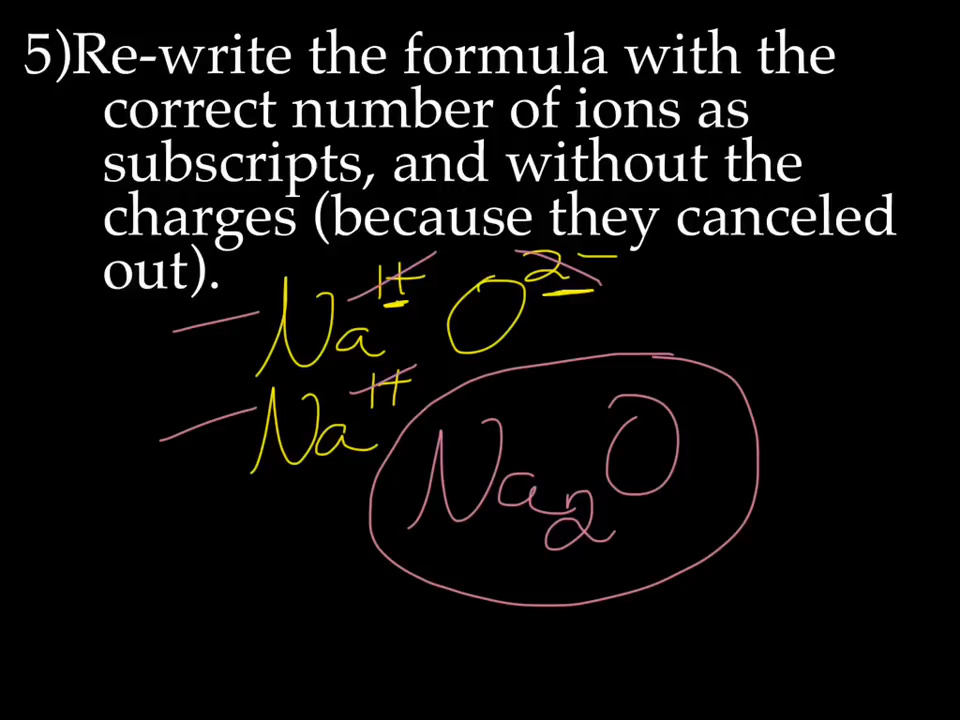 5)Re-write the formula with the
correct number of ions as
subscripts, and without the
charges (because they canceled
out).
Na¹⁺ O²⁻
Na¹⁺
Na₂O